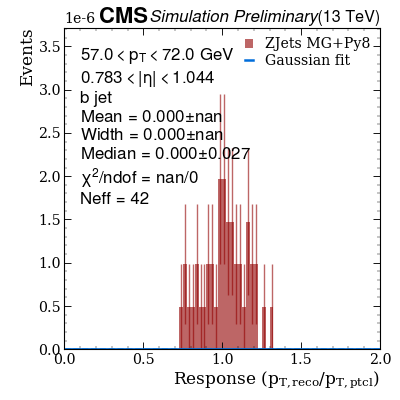 1e-6 CMS Simulation Preliminary (13 TeV)
Events
57.0 < p_T < 72.0 GeV
0.783 < |η| < 1.044
b jet
Mean = 0.000±nan
Width = 0.000±nan
Median = 0.000±0.027
χ²/ndof = nan/0
Neff = 42
ZJets MG+Py8
Gaussian fit
3.5
3.0
2.5
2.0
1.5
1.0
0.5
0.0
0.0 0.5 1.0 1.5 2.0
Response (p_T,reco/p_T,ptcl)